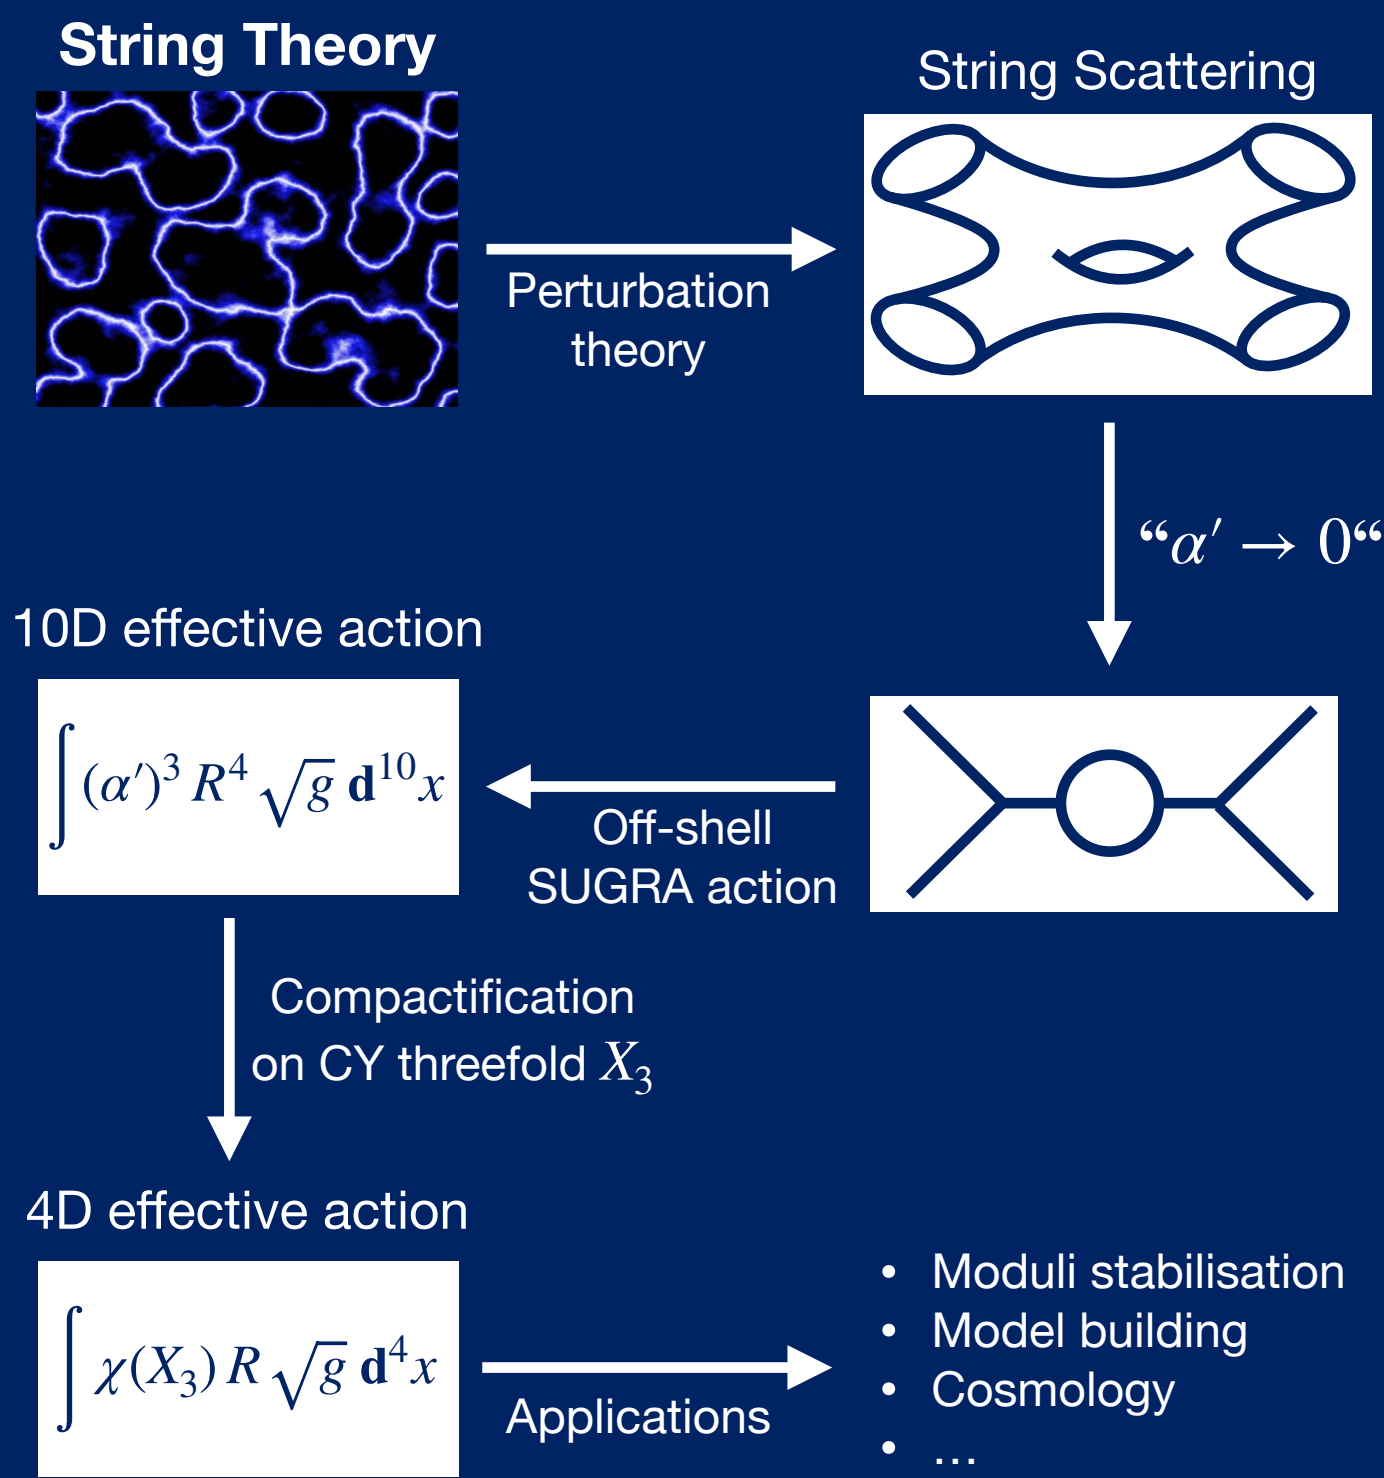 String Theory
String Scattering
Perturbation
theory
“α′ → 0“
10D effective action
∫ (α′)³ R⁴ √g d¹⁰x
Off-shell
SUGRA action
Compactification
on CY threefold X₃
4D effective action
∫ χ(X₃) R √g d⁴x
Applications
• Moduli stabilisation
• Model building
• Cosmology
• …